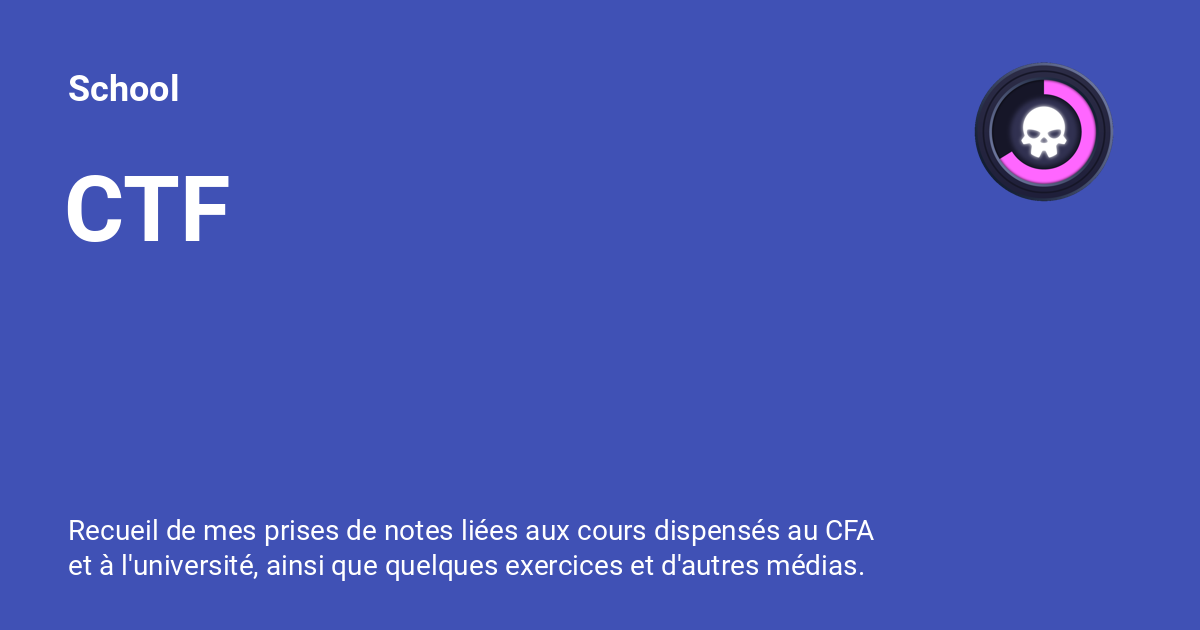 School
CTF
Recueil de mes prises de notes liées aux cours dispensés au CFA
et à l'université, ainsi que quelques exercices et d'autres médias.